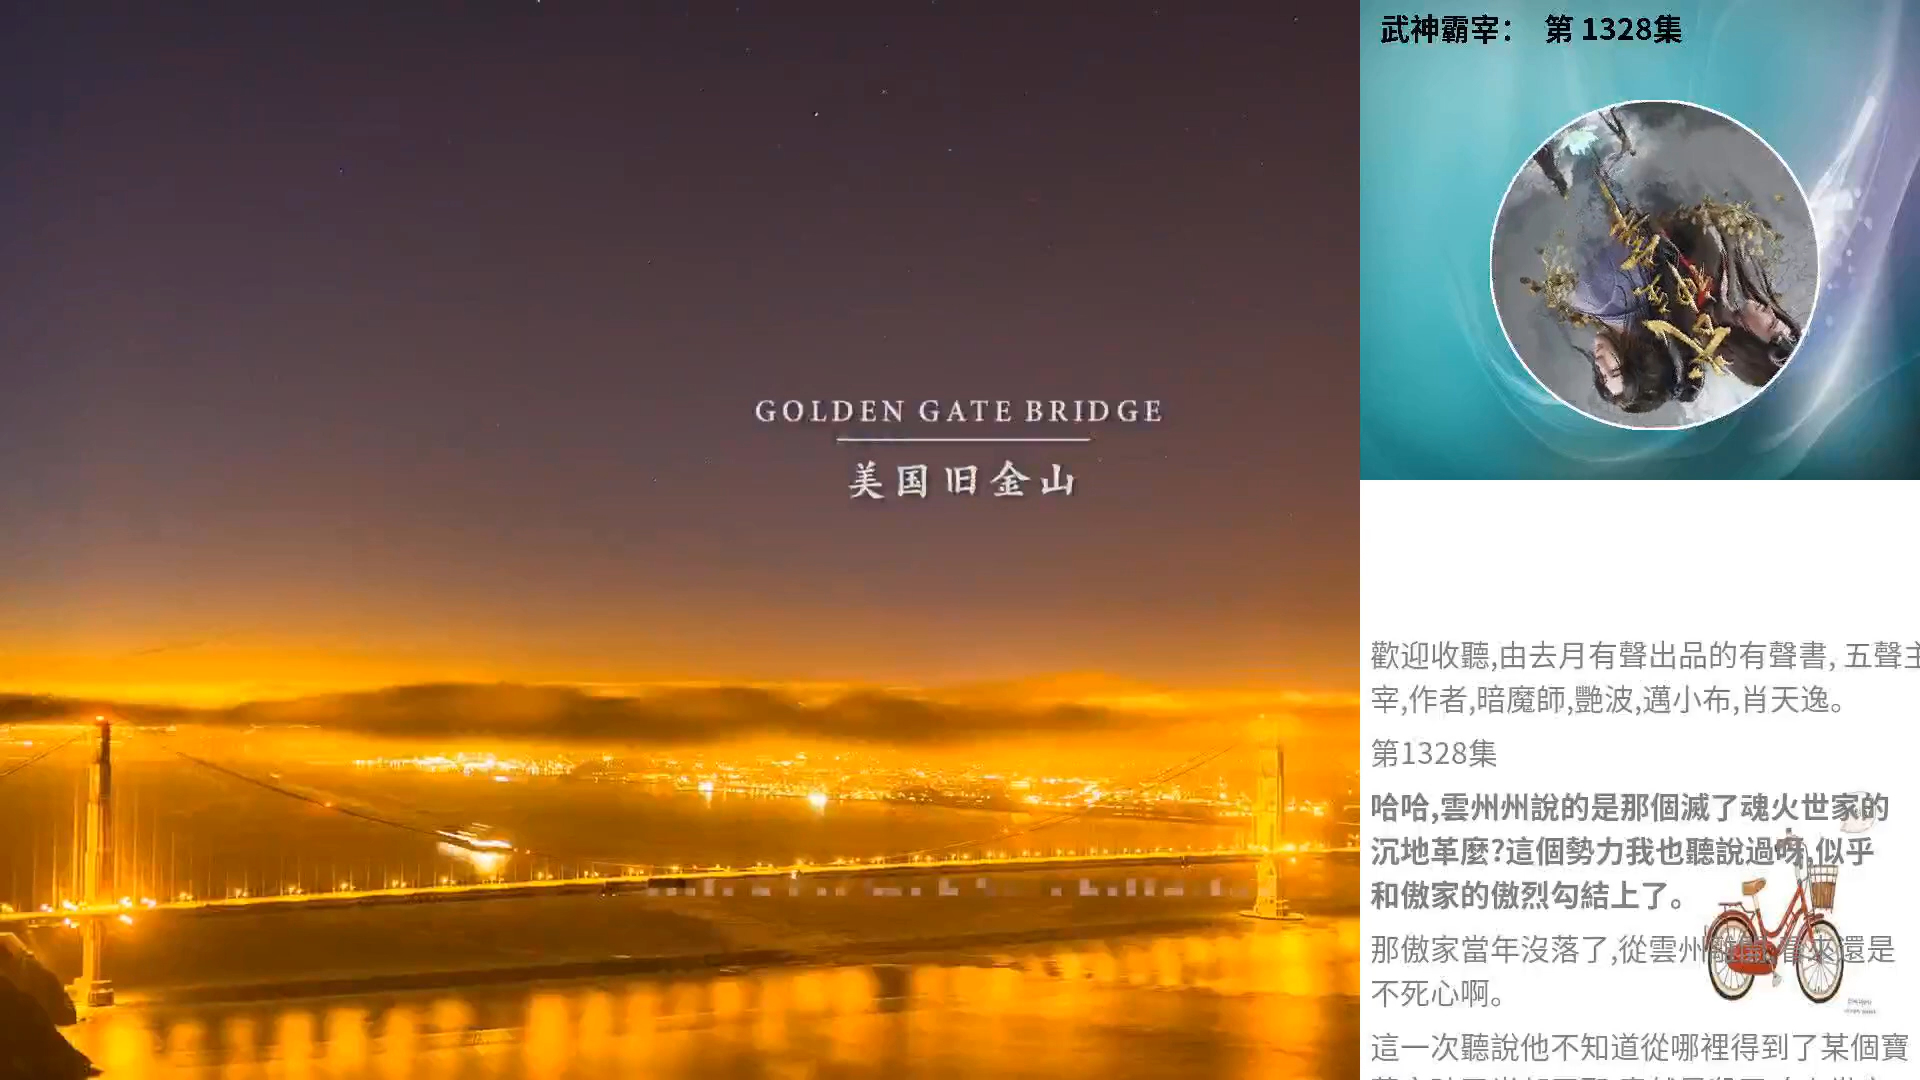 GOLDEN GATE BRIDGE
美国旧金山
武神霸宰： 第 1328集
歡迎收聽,由去月有聲出品的有聲書, 五聲主
宰,作者,暗魔師,艷波,邁小布,肖天逸。
第1328集
哈哈,雲州州說的是那個滅了魂火世家的
沉地革麼?這個勢力我也聽說過呀,似乎
和傲家的傲烈勾結上了。
那傲家當年沒落了,從雲州離開,看來還是
不死心啊。
這一次聽說他不知道從哪裡得到了某個寶